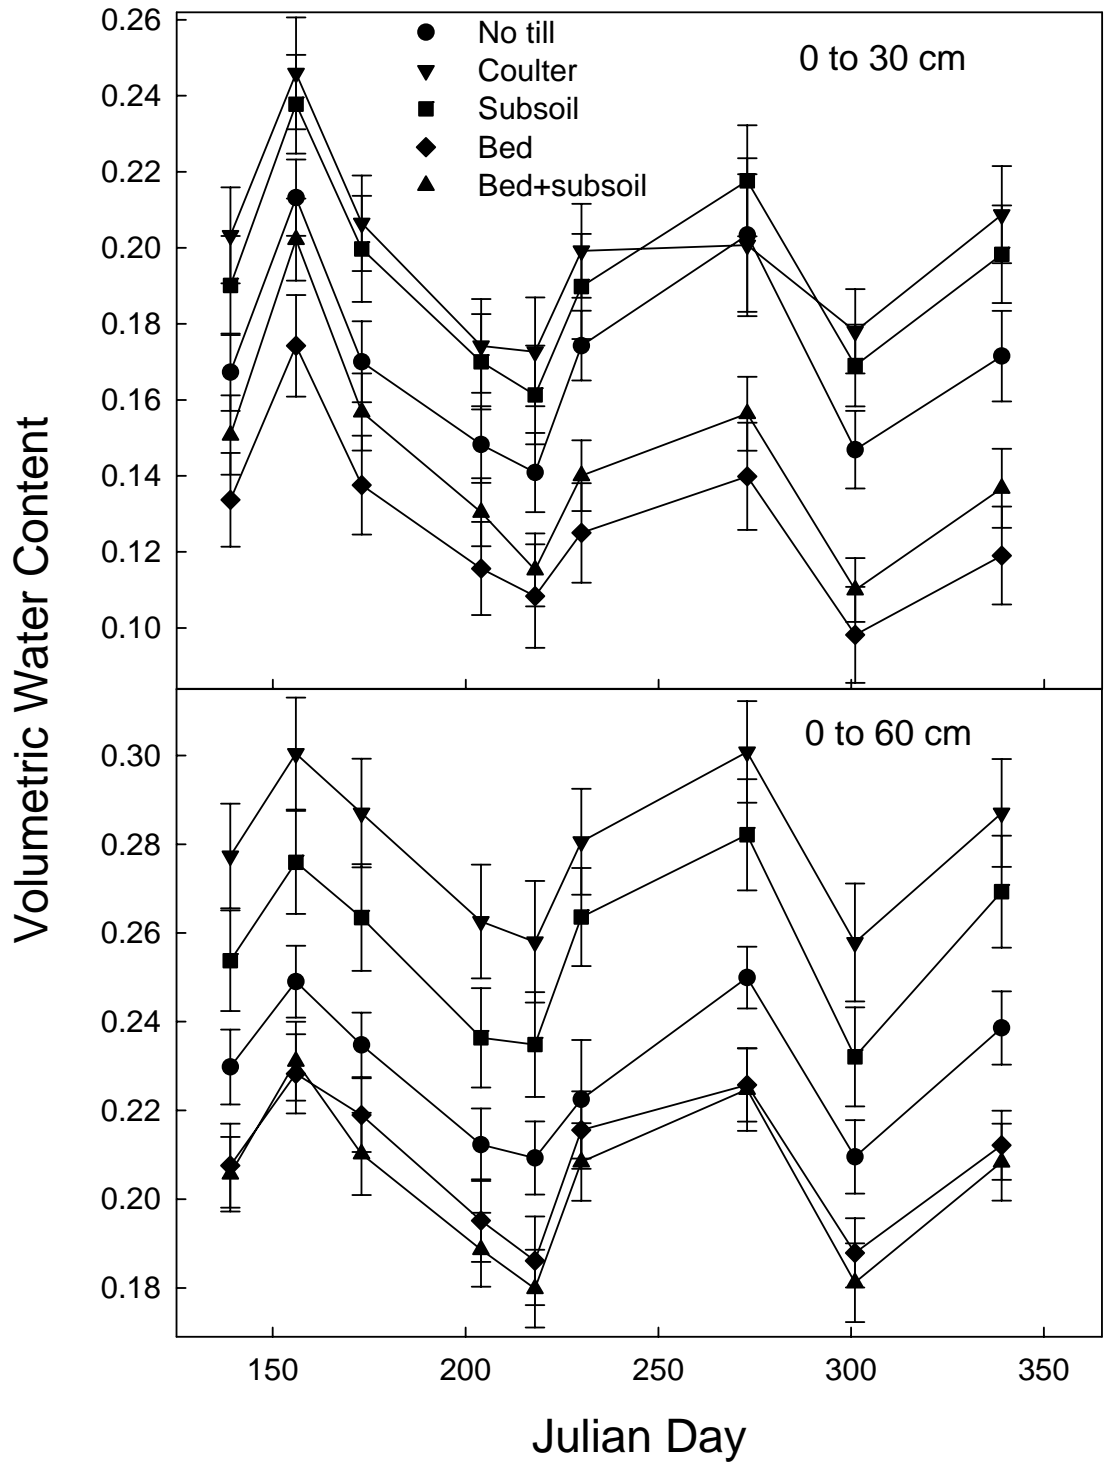 0.26
No till
0 to 30 cm
Coulter
0.24
Subsoil
Bed
0.22
Bed+subsoil
0.20
0.18
0.16
0.14
0.12
0.10
Volumetric Water Content
0 to 60 cm
0.30
0.28
0.26
0.24
0.22
0.20
0.18
150 200 250 300 350
Julian Day